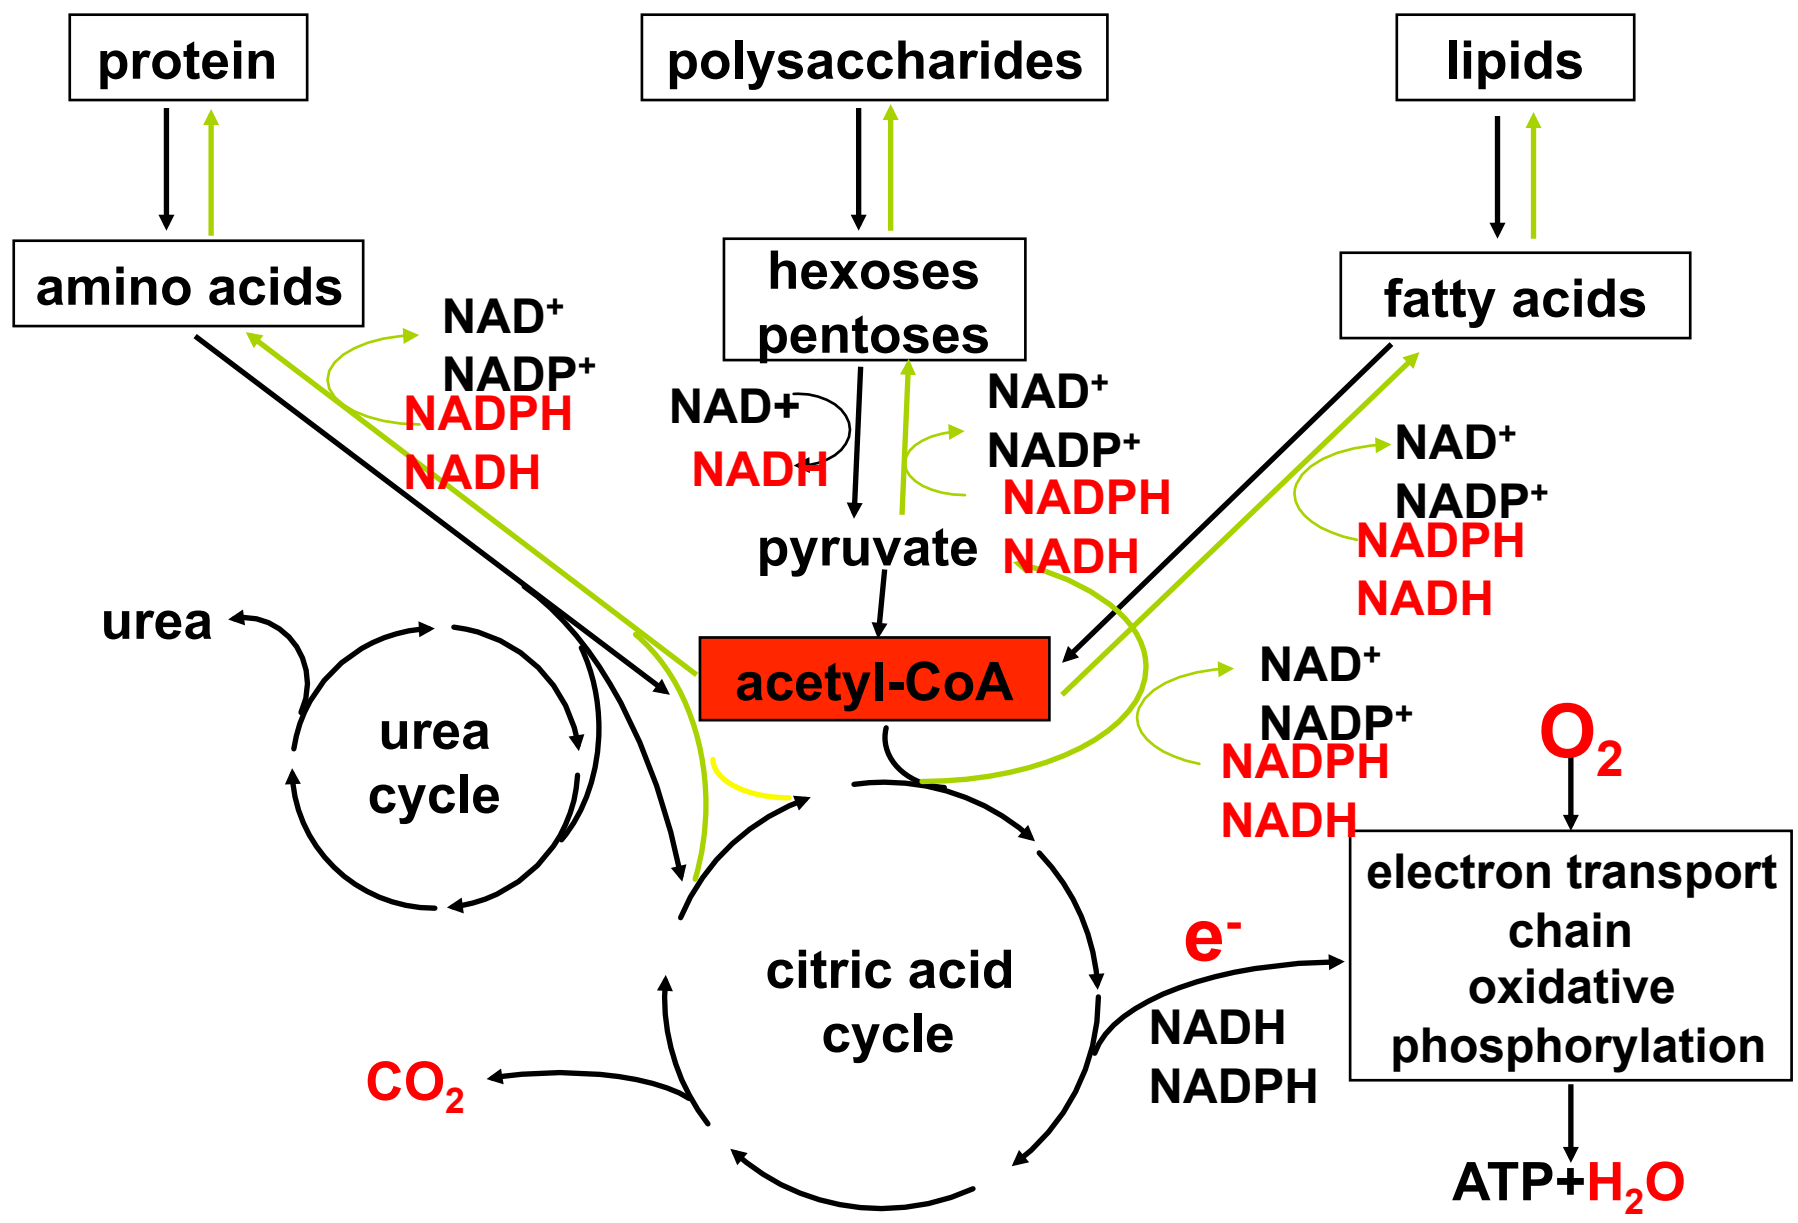 protein
polysaccharides
lipids
amino acids
hexoses
pentoses
fatty acids
NAD⁺
NADP⁺
NADPH
NADH
NAD+
NADH
NAD⁺
NADP⁺
NADPH
NADH
NAD⁺
NADP⁺
NADPH
NADH
pyruvate
urea
acetyl-CoA
NAD⁺
NADP⁺
NADPH
NADH
urea
cycle
O₂
electron transport
chain
oxidative
phosphorylation
e⁻
citric acid
cycle
NADH
NADPH
CO₂
ATP+H₂O